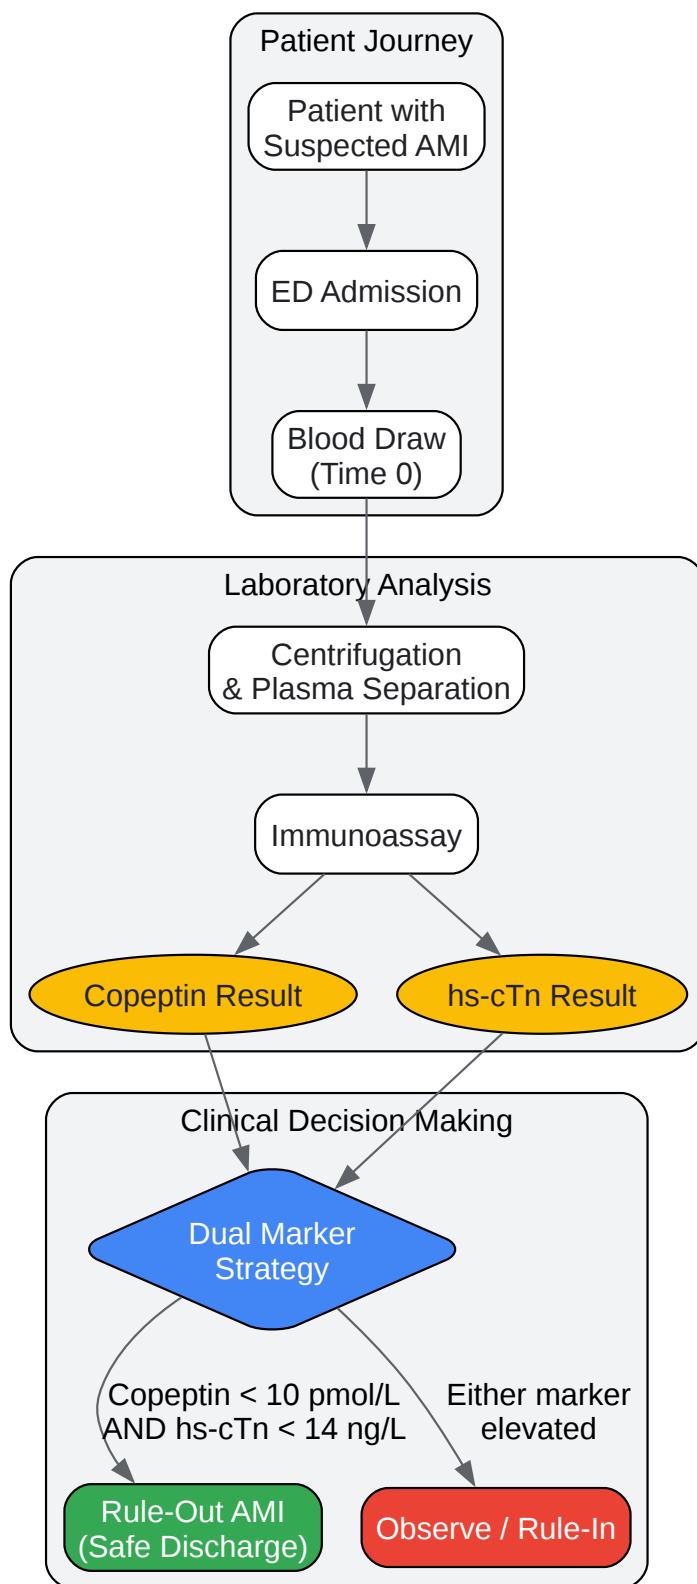 Patient Journey
Patient with
Suspected AMI
ED Admission
Blood Draw
(Time 0)
Laboratory Analysis
Centrifugation
& Plasma Separation
Immunoassay
Copeptin Result
hs-cTn Result
Clinical Decision Making
Dual Marker
Strategy
Copeptin < 10 pmol/L
AND hs-cTn < 14 ng/L
Either marker
elevated
Rule-Out AMI
(Safe Discharge)
Observe / Rule-In